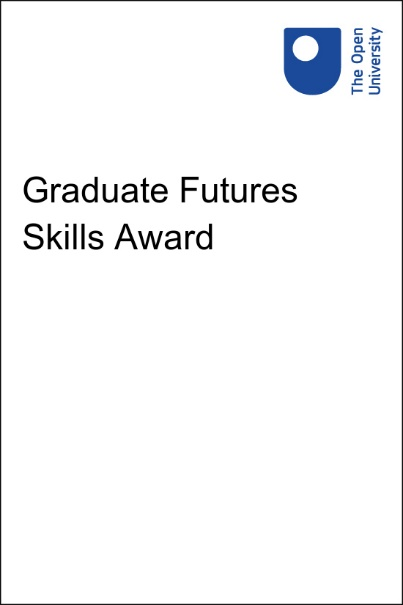 The Open
University
Graduate Futures
Skills Award